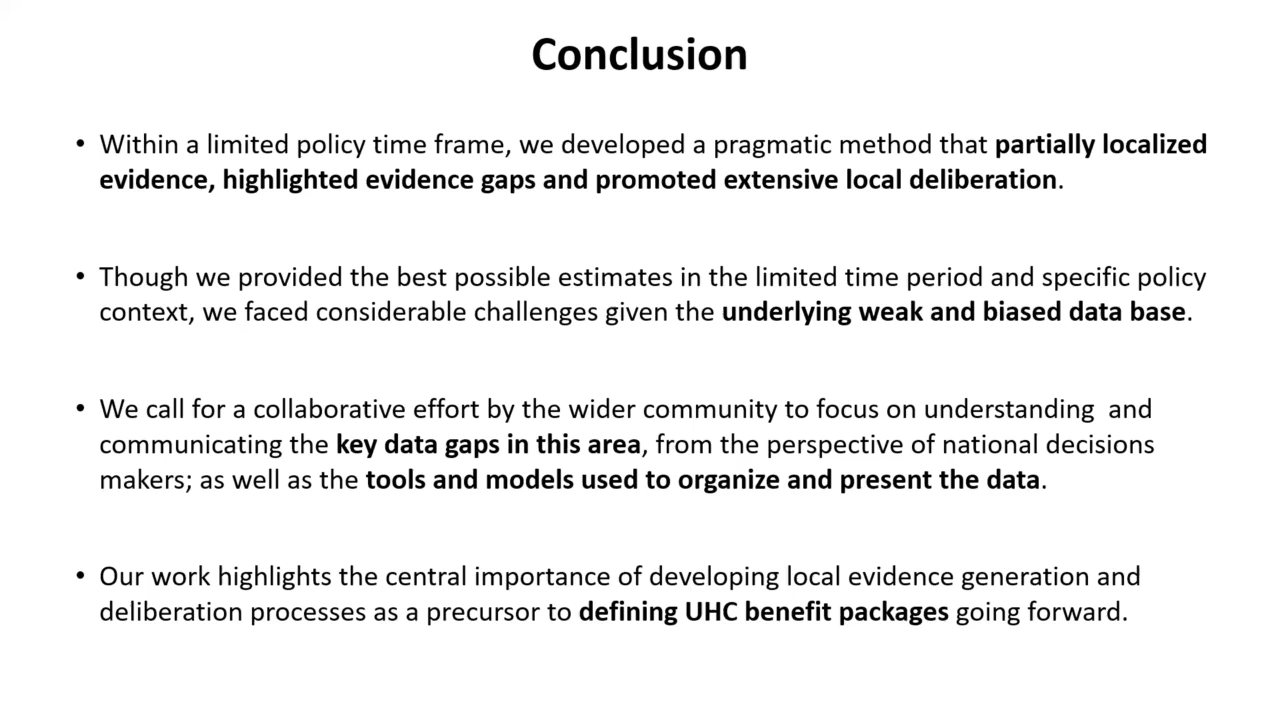 Conclusion
• Within a limited policy time frame, we developed a pragmatic method that partially localized
evidence, highlighted evidence gaps and promoted extensive local deliberation.
• Though we provided the best possible estimates in the limited time period and specific policy
context, we faced considerable challenges given the underlying weak and biased data base.
• We call for a collaborative effort by the wider community to focus on understanding  and
communicating the key data gaps in this area, from the perspective of national decisions
makers; as well as the tools and models used to organize and present the data.
• Our work highlights the central importance of developing local evidence generation and
deliberation processes as a precursor to defining UHC benefit packages going forward.